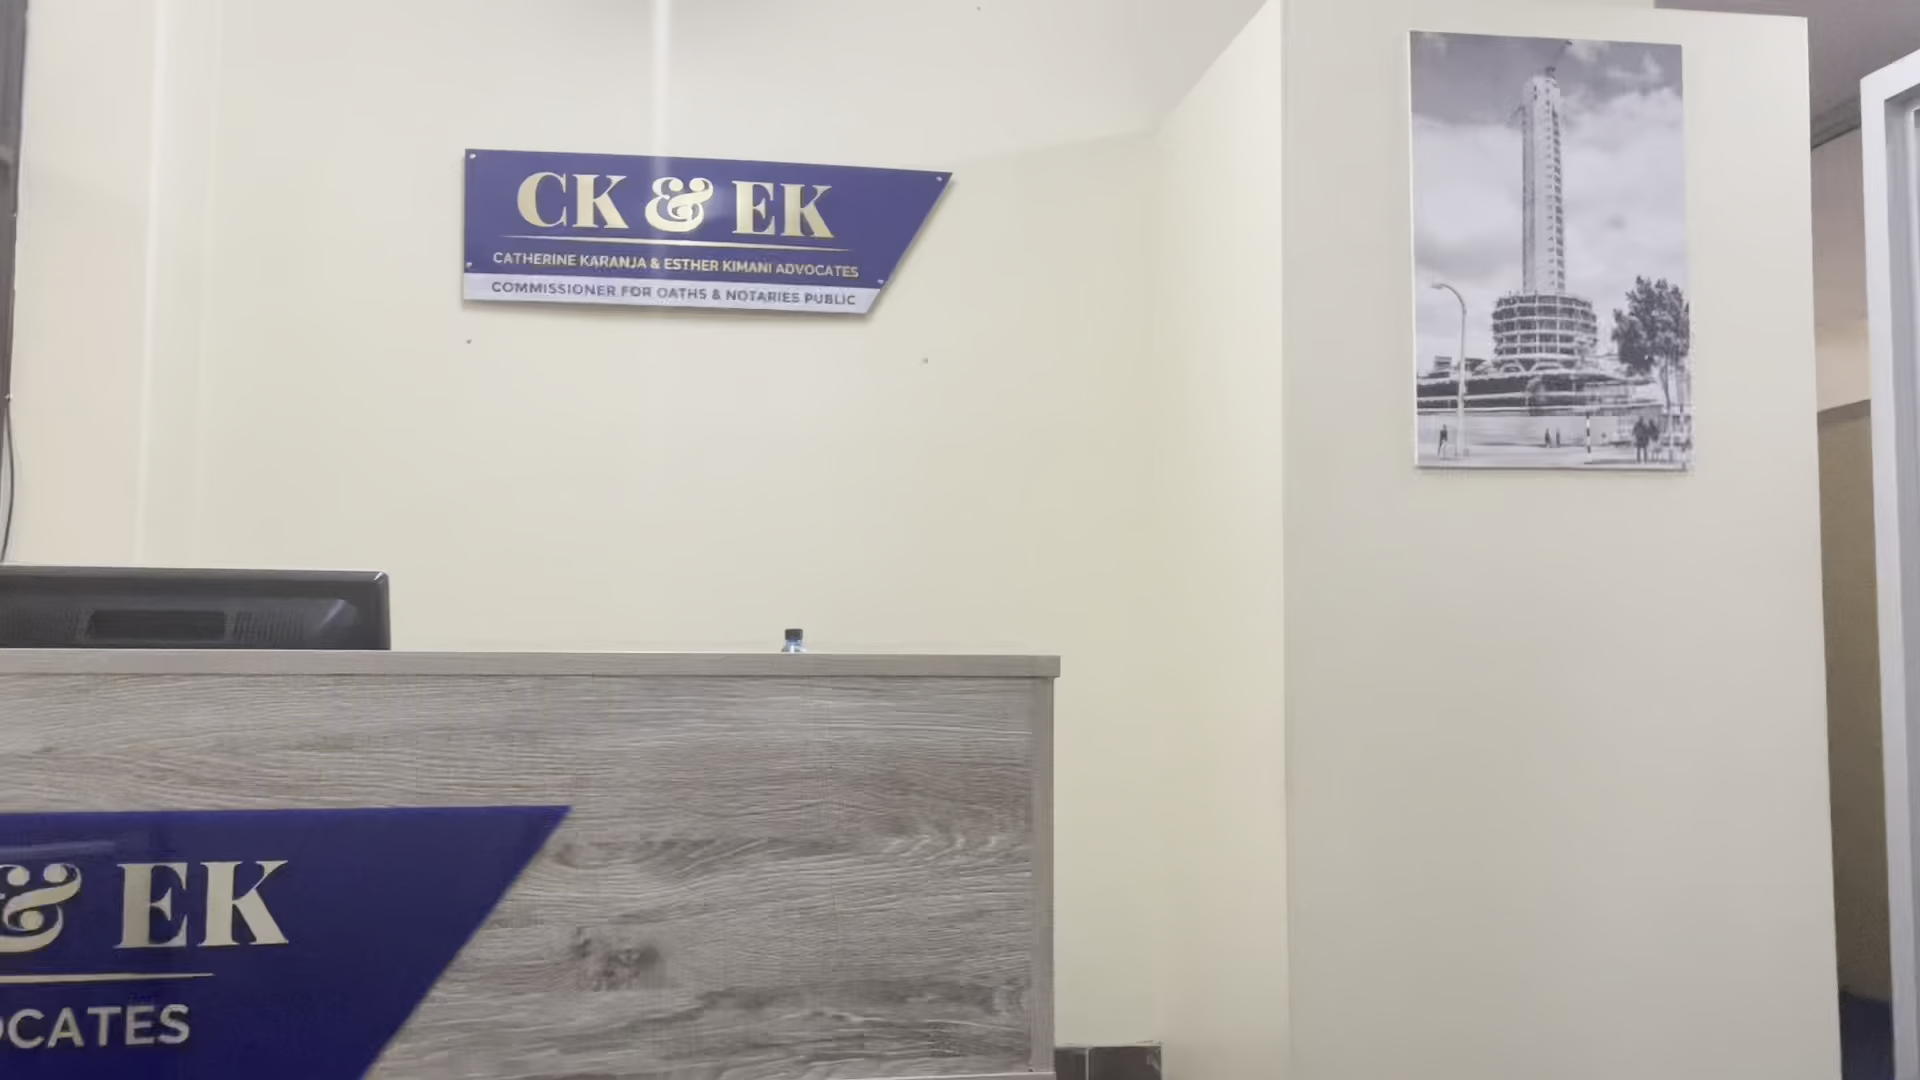 CK & EK
CATHERINE KARANJA & ESTHER KIMANI ADVOCATES
COMMISSIONER FOR OATHS & NOTARIES PUBLIC
& EK
OCATES